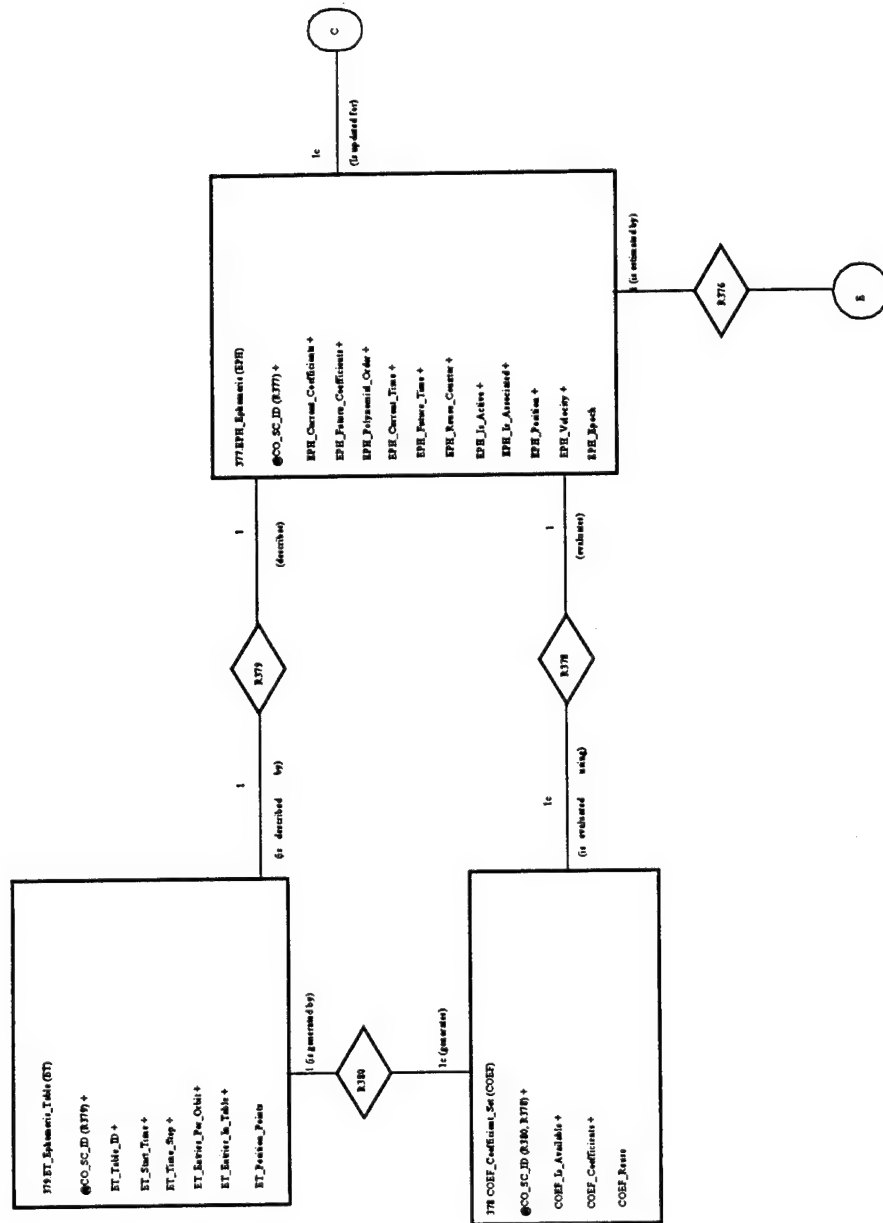 C
1c
(Is updated for)
377.EPH_Ephemeris (EPH)
@CO_SC_ID (R377) +
EPH_Current_Coefficients +
EPH_Future_Coefficients +
EPH_Polynomial_Order +
EPH_Current_Time +
EPH_Future_Time +
EPH_Reuse_Counter +
EPH_Is_Active +
EPH_Is_Associated +
EPH_Position +
EPH_Velocity +
EPH_Epoch
(is estimated by)
R376
E
1
(described)
R379
1
(is described by)
1
(evaluates)
R378
1c
(is evaluated using)
379 ET_Ephemeris_Table (ET)
@CO_SC_ID (R379) +
ET_Table_ID +
ET_Start_Time +
ET_Time_Step +
ET_Entries_Per_Orbit +
ET_Entries_In_Table +
ET_Position_Points
1 (is generated by)
R380
1c (generates)
378 COEF_Coefficient_Set (COEF)
@CO_SC_ID (R380, R378) +
COEF_Is_Available +
COEF_Coefficients +
COEF_Reuse